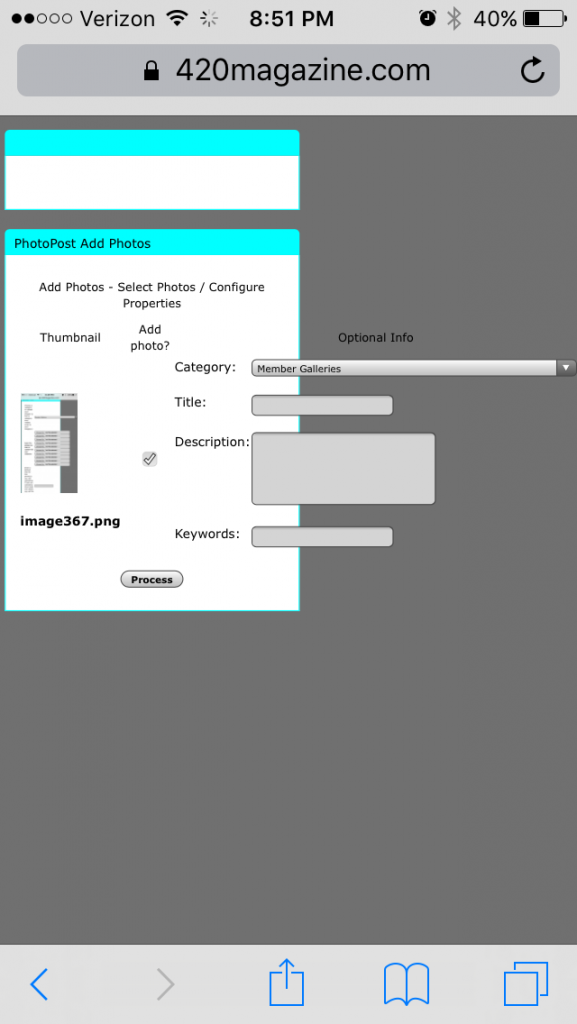 Verizon 8:51 PM 40%
420magazine.com
PhotoPost Add Photos
Add Photos - Select Photos / Configure
Properties
Thumbnail
Add
photo?
Optional Info
Category:
Member Galleries
Title:
Description:
image367.png
Keywords:
Process